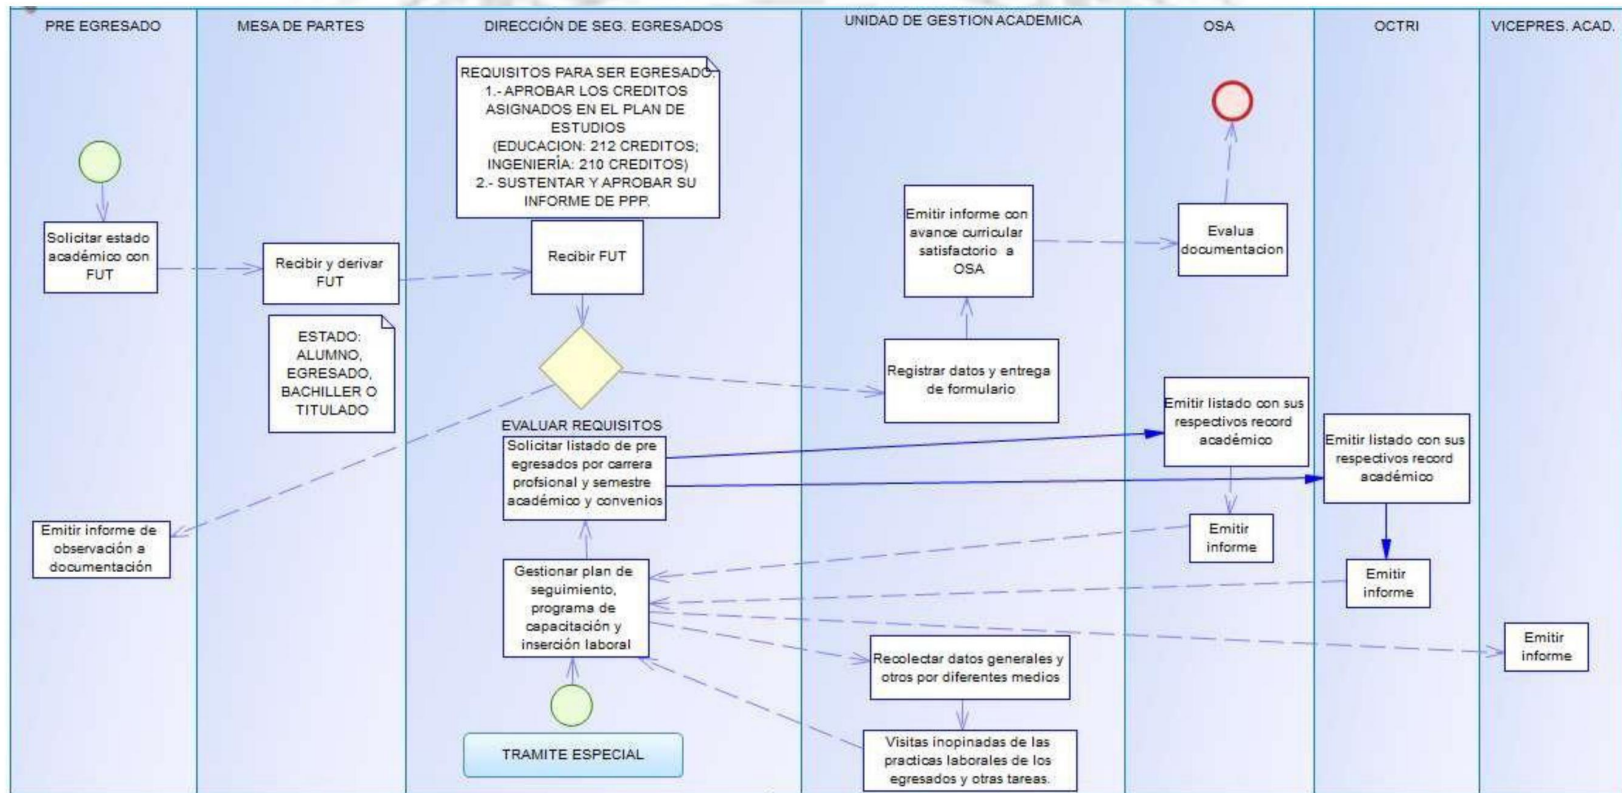 PRE EGRESADO
MESA DE PARTES
DIRECCIÓN DE SEG. EGRESADOS
UNIDAD DE GESTION ACADEMICA
OSA
OCTRI
VICEPRES. ACAD.
REQUISITOS PARA SER EGRESADO.
1.- APROBAR LOS CREDITOS
ASIGNADOS EN EL PLAN DE
ESTUDIOS
(EDUCACION: 212 CREDITOS;
INGENIERÍA: 210 CREDITOS)
2.- SUSTENTAR Y APROBAR SU
INFORME DE PPP.
Solicitar estado
académico con
FUT
Recibir y derivar
FUT
Recibir FUT
Emitir informe con
avance curricular
satisfactorio a
OSA
Evalua
documentacion
ESTADO:
ALUMNO,
EGRESADO,
BACHILLER O
TITULADO
Registrar datos y entrega
de formulario
EVALUAR REQUISITOS
Solicitar listado de pre
egresados por carrera
profsional y semestre
académico y convenios
Emitir listado con sus
respectivos record
académico
Emitir listado con sus
respectivos record
académico
Emitir informe de
observación a
documentación
Emitir
informe
Gestionar plan de
seguimiento,
programa de
capacitación y
inserción laboral
Emitir
informe
Emitir
informe
Recolectar datos generales y
otros por diferentes medios
TRAMITE ESPECIAL
Visitas inopinadas de las
practicas laborales de los
egresados y otras tareas.